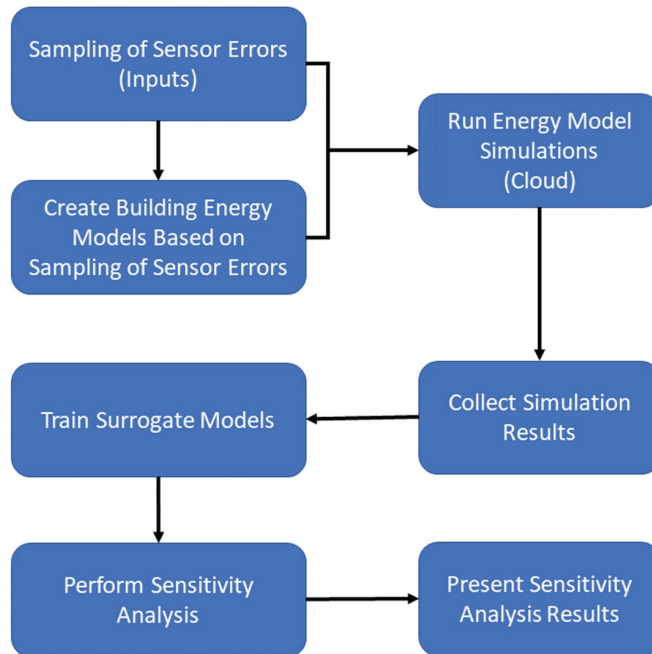 Sampling of Sensor Errors
(Inputs)
Create Building Energy
Models Based on
Sampling of Sensor Errors
Run Energy Model
Simulations
(Cloud)
Collect Simulation
Results
Train Surrogate Models
Perform Sensitivity
Analysis
Present Sensitivity
Analysis Results